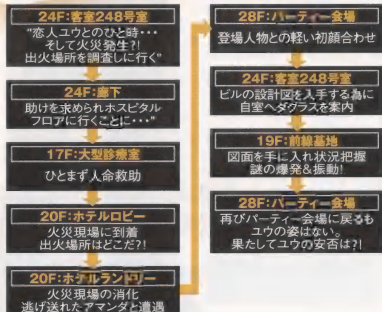 24F:客室248号室
"恋人ユウとのひと時・・・
そして火災発生?!
出火場所を調査しに行く"
24F:廊下
助けを求められホスピタル
フロアに行くことに・・・"
17F:大型診療室
ひとまず人命救助
20F:ホテルロビー
火災現場に到着
出火場所はどこだ?!
20F:ホテルランドリー
火災現場の消化
逃げ送れたアマンダと遭遇
28F:パーティー会場
登場人物との軽い初顔合わせ
24F:客室248号室
ビルの設計図を入手する為に
自室へダグラスを案内
19F:前線基地
図面を手に入れ状況把握
謎の爆発&振動!
28F:パーティー会場
再びパーティー会場に戻るも
ユウの姿はない。
果たしてユウの安否は?!